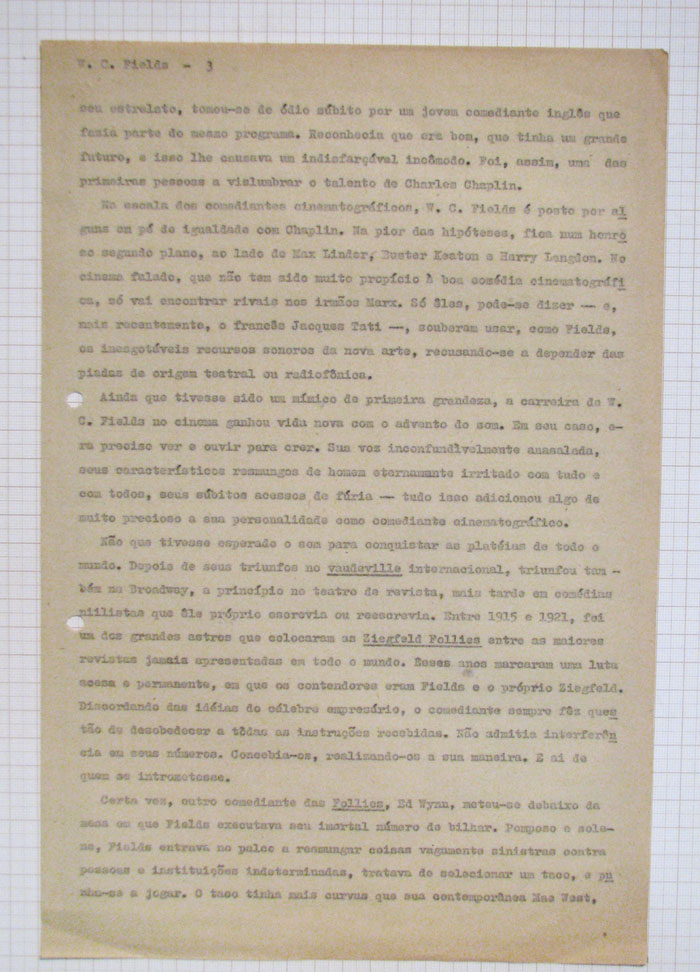 W. C. Fields - 3
seu estrelato, tomou-se de ódio súbito por um jovem comediante inglês que
fazia parte do mesmo programa. Reconhecia que era bom, que tinha um grande
futuro, e isso lhe causava um indisfarçável incômodo. Foi, assim, uma das
primeiras pessoas a vislumbrar o talento de Charles Chaplin.
Na escala dos comediantes cinematográficos, W. C. Fields é posto por al
guns em pé de igualdade com Chaplin. Na pior das hipóteses, fica num honro
so segundo plano, ao lado de Max Linder, Buster Keaton e Harry Langdon. No
cinema falado, que não tem sido muito propício à boa comédia cinematográfi
ca, só vai encontrar rivais nos irmãos Marx. Só êles, pode-se dizer — e,
mais recentemente, o francês Jacques Tati —, souberam usar, como Fields,
os inesgotáveis recursos sonoros da nova arte, recusando-se a depender das
piadas de origem teatral ou radiofônica.
Ainda que tivesse sido um mímico de primeira grandeza, a carreira de W.
C. Fields no cinema ganhou vida nova com o advento do som. Em seu caso, e-
ra preciso ver e ouvir para crer. Sua voz inconfundìvelmente anasalada,
seus característicos resmungos de homem eternamente irritado com tudo e
com todos, seus súbitos acessos de fúria — tudo isso adicionou algo de
muito precioso a sua personalidade como comediante cinematográfico.
Não que tivesse esperado o som para conquistar as platéias de todo o
mundo. Depois de seus triunfos no vaudeville internacional, triunfou tam -
bém na Broadway, a princípio no teatro de revista, mais tarde em comédias
niilistas que êle próprio escrevia ou reescrevia. Entre 1915 e 1921, foi
um dos grandes astros que colocaram as Ziegfeld Follies entre as maiores
revistas jamais apresentadas em todo o mundo. Êsses anos marcaram uma luta
acesa e permanente, em que os contendores eram Fields e o próprio Ziegfeld.
Discordando das idéias do célebre empresário, o comediante sempre fêz ques
tão de desobedecer a tôdas as instruções recebidas. Não admitia interferên
cia em seus números. Concebia-os, realizando-os a sua maneira. E ai de
quem se intrometesse.
Certa vez, outro comediante das Follies, Ed Wynn, meteu-se debaixo da
mesa em que Fields executava seu imortal número de bilhar. Pomposo e sole-
ne, Fields entrava no palco a resmungar coisas vagamente sinistras contra
pessoas e instituições indeterminadas, tratava de selecionar um taco, e pu
nha-se a jogar. O taco tinha mais curvas que sua contemporânea Mae West,